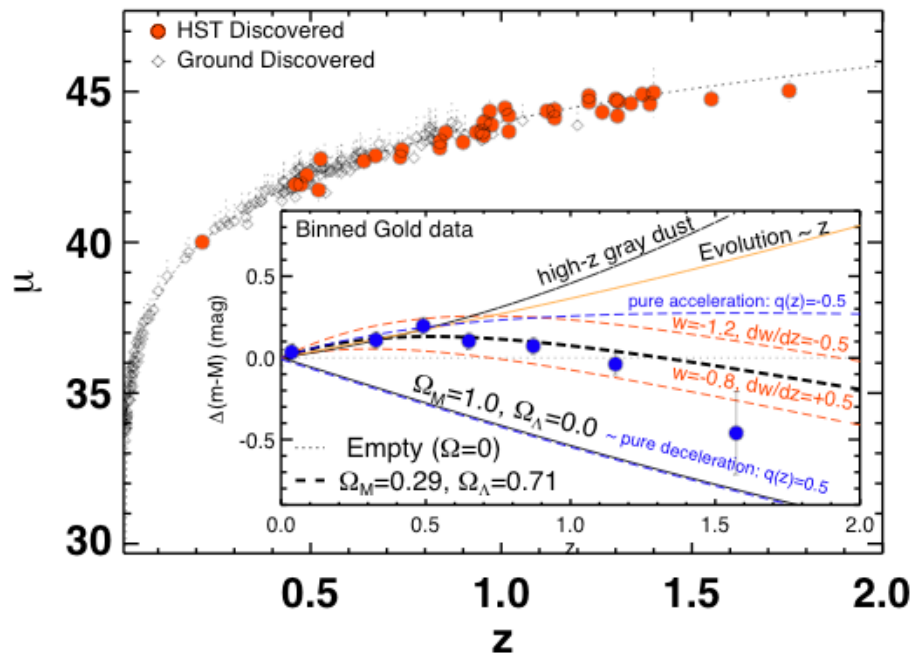 HST Discovered
Ground Discovered
45
40
35
30
μ
Binned Gold data
high-z gray dust
Evolution ~ z
pure acceleration: q(z)=-0.5
w=-1.2, dw/dz=-0.5
w=-0.8, dw/dz=+0.5
Ω_M=1.0, Ω_Λ=0.0
~ pure deceleration: q(z)=0.5
Empty (Ω=0)
Ω_M=0.29, Ω_Λ=0.71
Δ(m-M) (mag)
0.5
0.0
-0.5
0.0 0.5 1.0 1.5 2.0
z
0.5 1.0 1.5 2.0
z